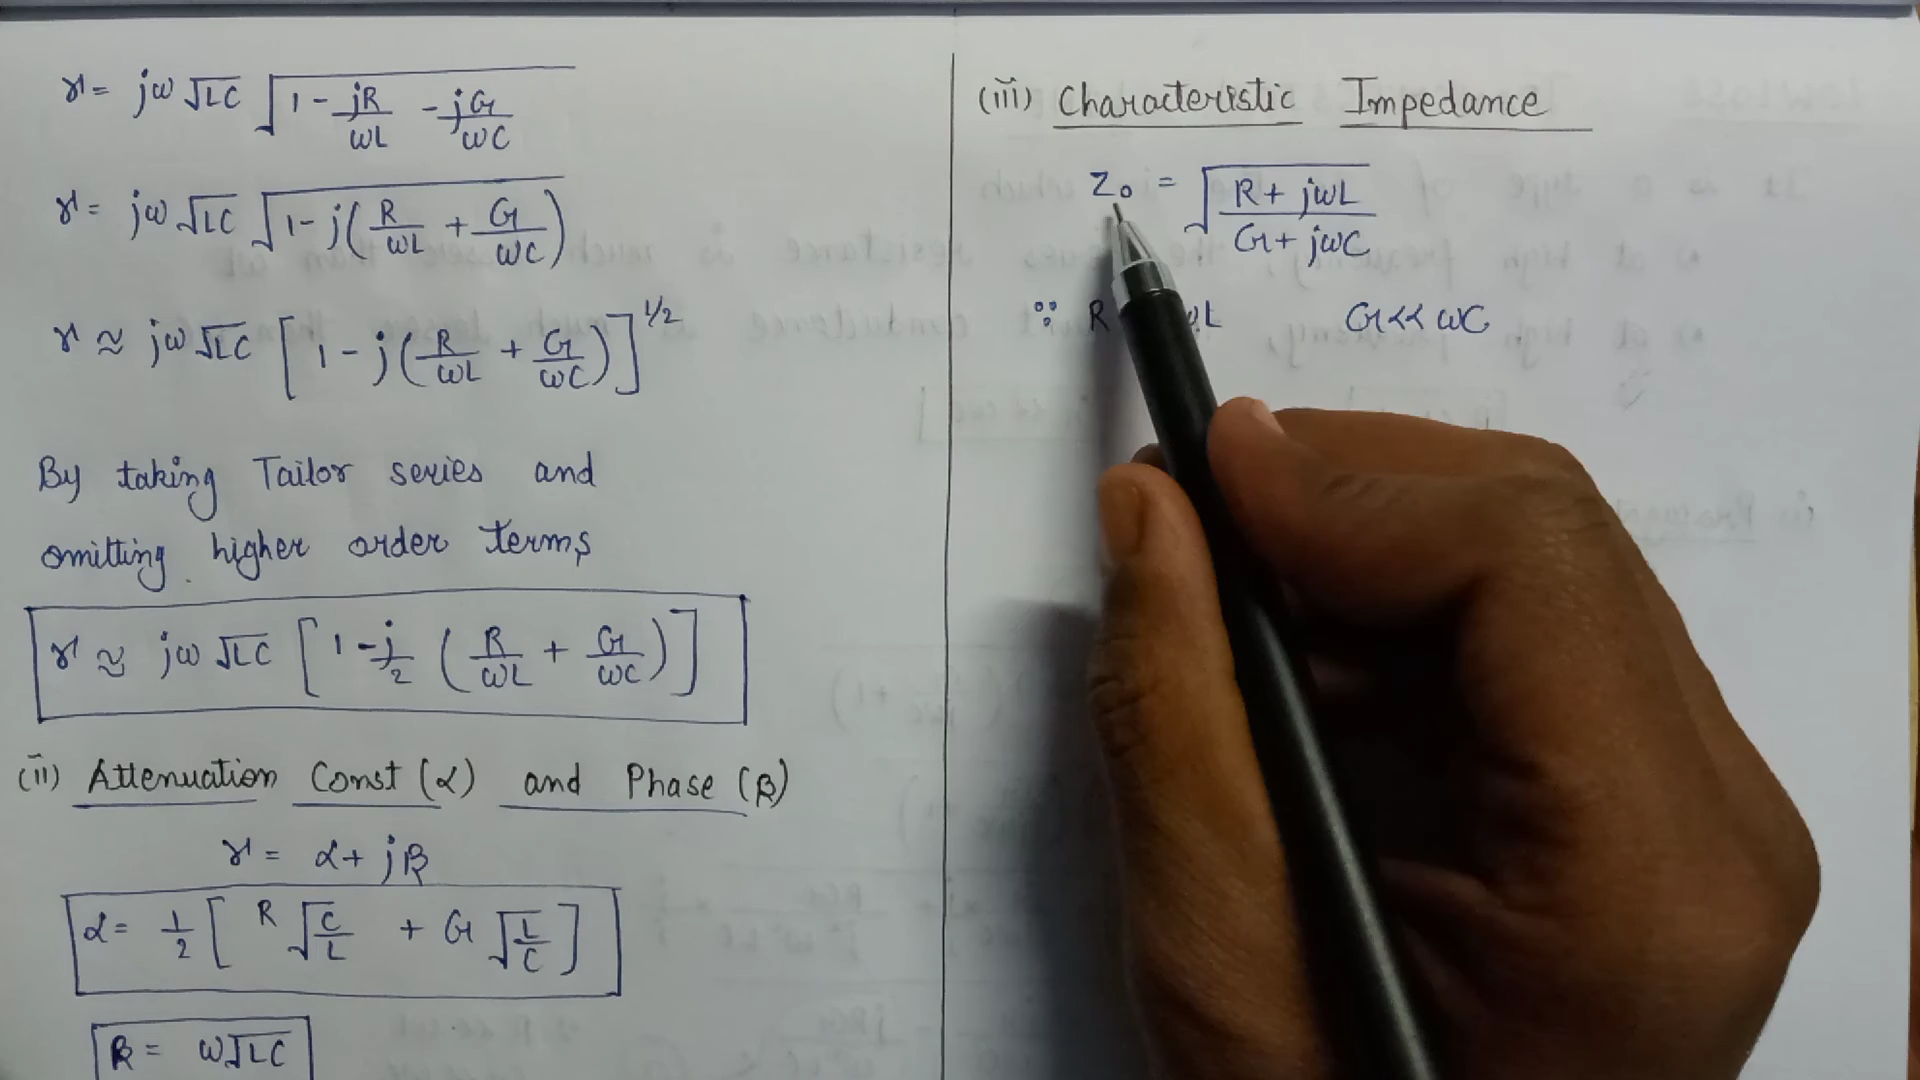 γ = jω √LC √1 - jR/ωL - jG/ωC
γ = jω √LC √1 - j(R/ωL + G/ωC)
γ ≈ jω √LC [1 - j(R/ωL + G/ωC)]^1/2
By taking Tailor series and
omitting higher order terms
γ ≈ jω √LC [1 - j/2 (R/ωL + G/ωC)]
(ii) Attenuation Const (α) and Phase (β)
γ = α + jβ
α = 1/2 [R √C/L + G √L/C]
β = ω√LC
(iii) Characteristic Impedance
Z₀ = √R + jωL / G + jωC
∵ R ωL G << ωC